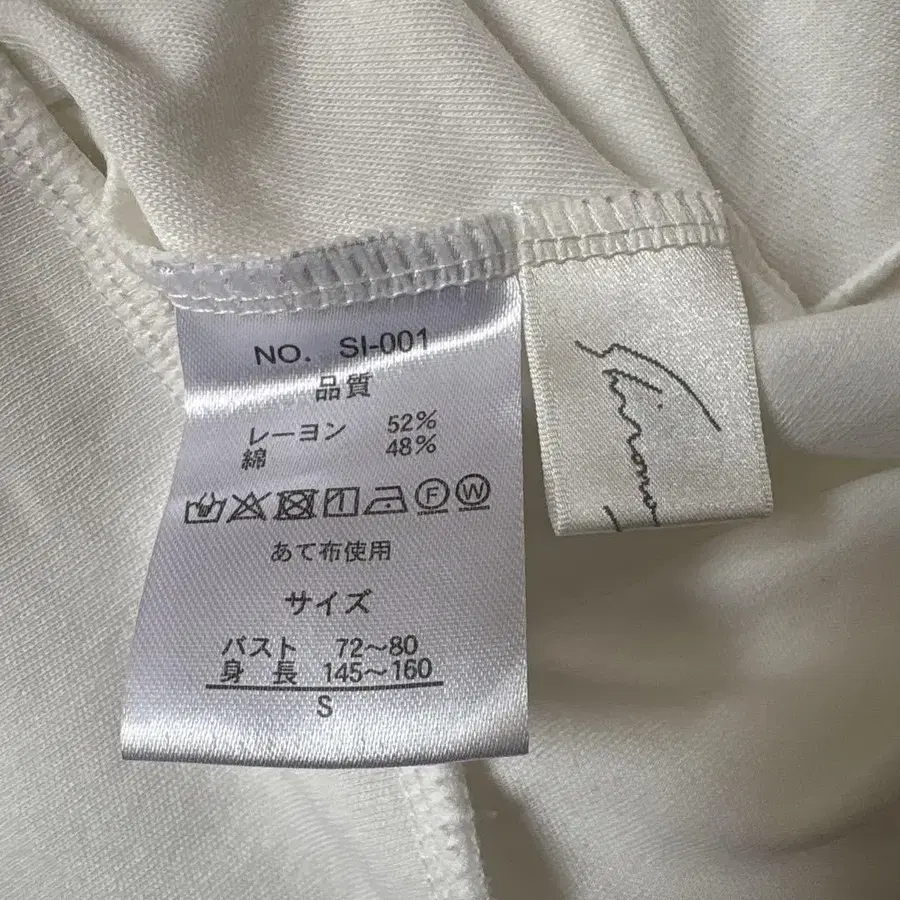 NO. SI-001
品質
レーヨン 52%
綿 48%
F W
あて布使用
サイズ
バスト 72～80
身 長 145～160
S